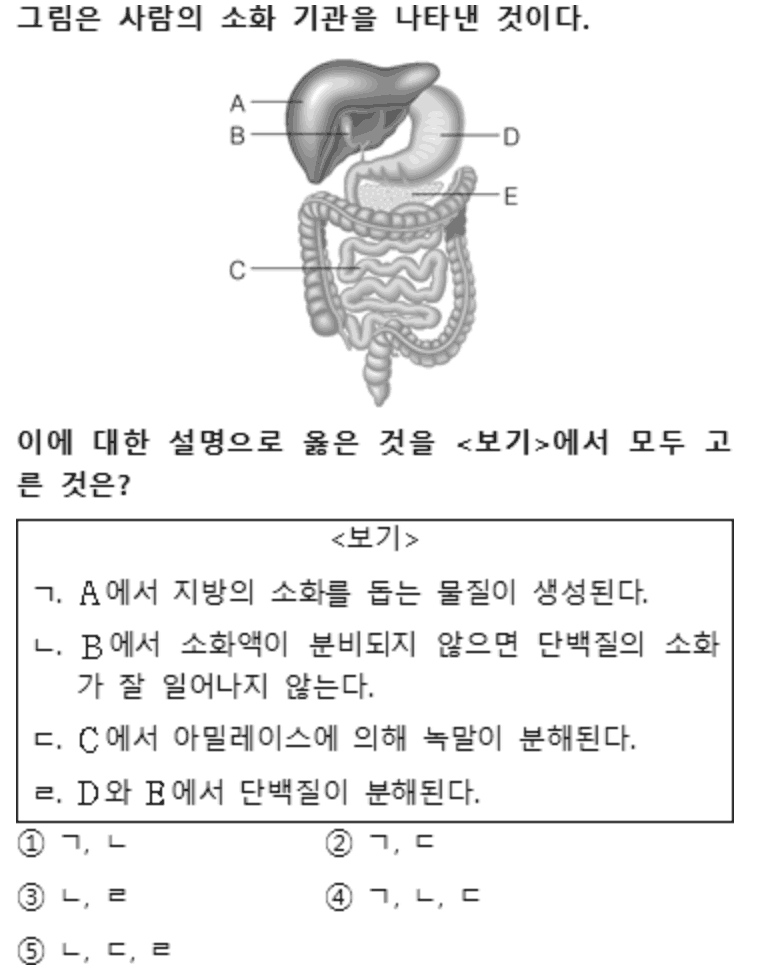 그림은 사람의 소화 기관을 나타낸 것이다.
A
B
D
E
C
이에 대한 설명으로 옳은 것을 <보기>에서 모두 고
른 것은?
<보기>
ㄱ. A에서 지방의 소화를 돕는 물질이 생성된다.
ㄴ. B에서 소화액이 분비되지 않으면 단백질의 소화
가 잘 일어나지 않는다.
ㄷ. C에서 아밀레이스에 의해 녹말이 분해된다.
ㄹ. D와 E에서 단백질이 분해된다.
① ㄱ, ㄴ ② ㄱ, ㄷ
③ ㄴ, ㄹ ④ ㄱ, ㄴ, ㄷ
⑤ ㄴ, ㄷ, ㄹ